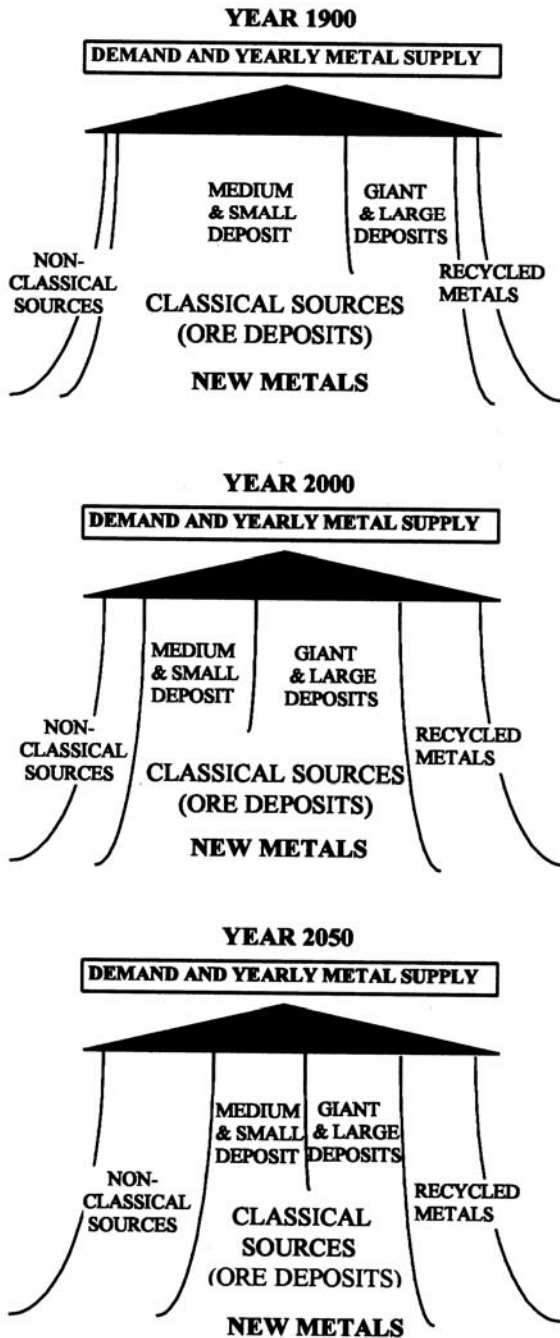 YEAR 1900
DEMAND AND YEARLY METAL SUPPLY
MEDIUM
& SMALL
DEPOSIT
GIANT
& LARGE
DEPOSITS
NON-
CLASSICAL
SOURCES
RECYCLED
METALS
CLASSICAL SOURCES
(ORE DEPOSITS)
NEW METALS
YEAR 2000
DEMAND AND YEARLY METAL SUPPLY
MEDIUM
& SMALL
DEPOSIT
GIANT
& LARGE
DEPOSITS
NON-
CLASSICAL
SOURCES
RECYCLED
METALS
CLASSICAL SOURCES
(ORE DEPOSITS)
NEW METALS
YEAR 2050
DEMAND AND YEARLY METAL SUPPLY
MEDIUM
& SMALL
DEPOSIT
GIANT
& LARGE
DEPOSITS
NON-
CLASSICAL
SOURCES
RECYCLED
METALS
CLASSICAL
SOURCES
(ORE DEPOSITS)
NEW METALS